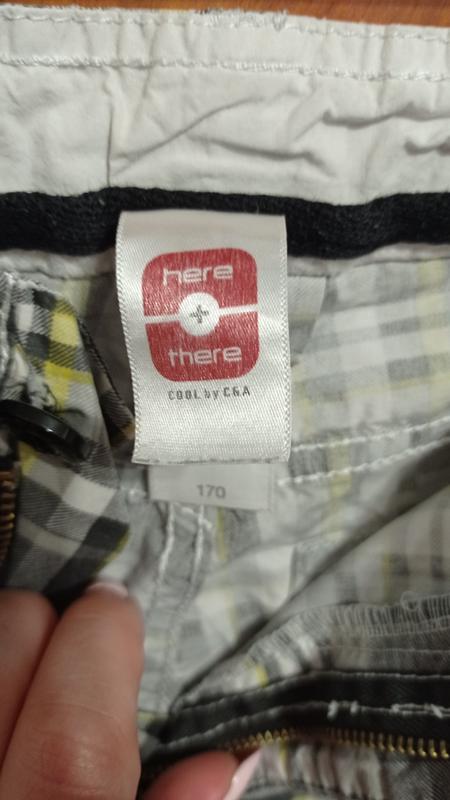 here
+
there
COOL by C&A
170